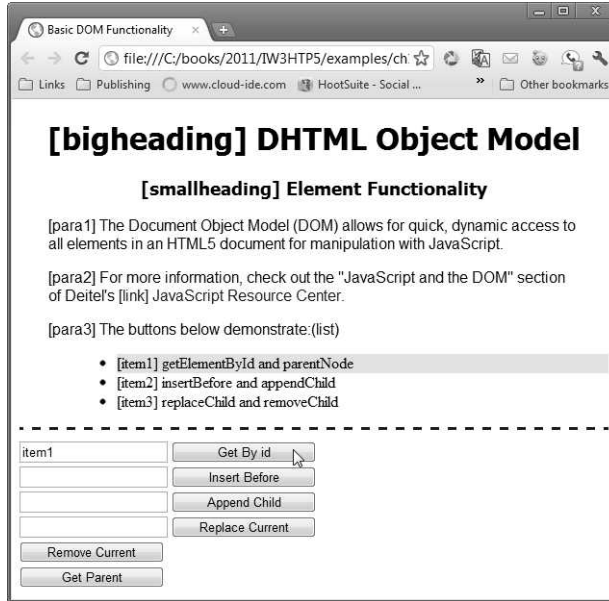 Basic DOM Functionality
file:///C:/books/2011/IW3HTP5/examples/ch
Links Publishing www.cloud-ide.com HootSuite - Social ... » Other bookmarks
[bigheading] DHTML Object Model
[smallheading] Element Functionality
[para1] The Document Object Model (DOM) allows for quick, dynamic access to
all elements in an HTML5 document for manipulation with JavaScript.
[para2] For more information, check out the "JavaScript and the DOM" section
of Deitel's [link] JavaScript Resource Center.
[para3] The buttons below demonstrate:(list)
• [item1] getElementById and parentNode
• [item2] insertBefore and appendChild
• [item3] replaceChild and removeChild
item1 Get By id
Insert Before
Append Child
Replace Current
Remove Current
Get Parent